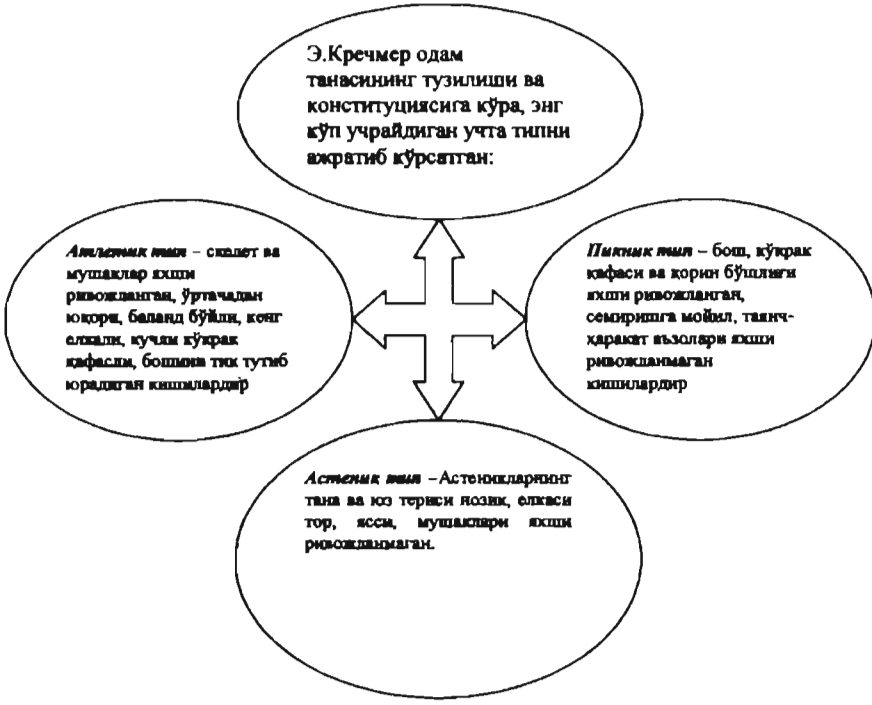 Э.Кречмер одам
танасининг тузилиши ва
конституциясига кўра, энг
кўп учрайдиган учта типни
ажратиб кўрсатган:
Атлетик тип – скелет ва
мушаклар яхши
ривожланган, ўртачадан
юқори, баланд бўйли, кенг
елкали, кучли кўкрак
қафасли, бошини тик тутиб
юрадиган кишилардир
Пикник тип – бош, кўкрак
қафаси ва қорин бўшлиғи
яхши ривожланган,
семиришга мойил, таянч-
ҳаракат аъзолари яхши
ривожланмаган
кишилардир
Астеник тип –Астеникларнинг
тана ва юз териси нозик, елкаси
тор, ясси, мушаклари яхши
ривожланмаган.